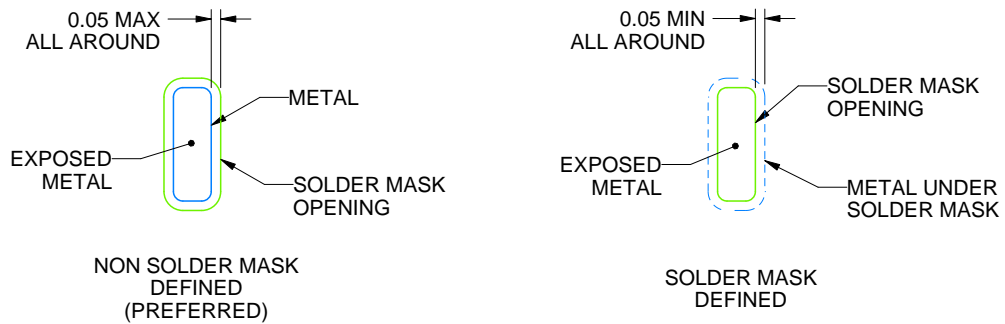 0.05 MAX
ALL AROUND
METAL
EXPOSED
METAL
SOLDER MASK
OPENING
NON SOLDER MASK
DEFINED
(PREFERRED)
0.05 MIN
ALL AROUND
SOLDER MASK
OPENING
EXPOSED
METAL
METAL UNDER
SOLDER MASK
SOLDER MASK
DEFINED